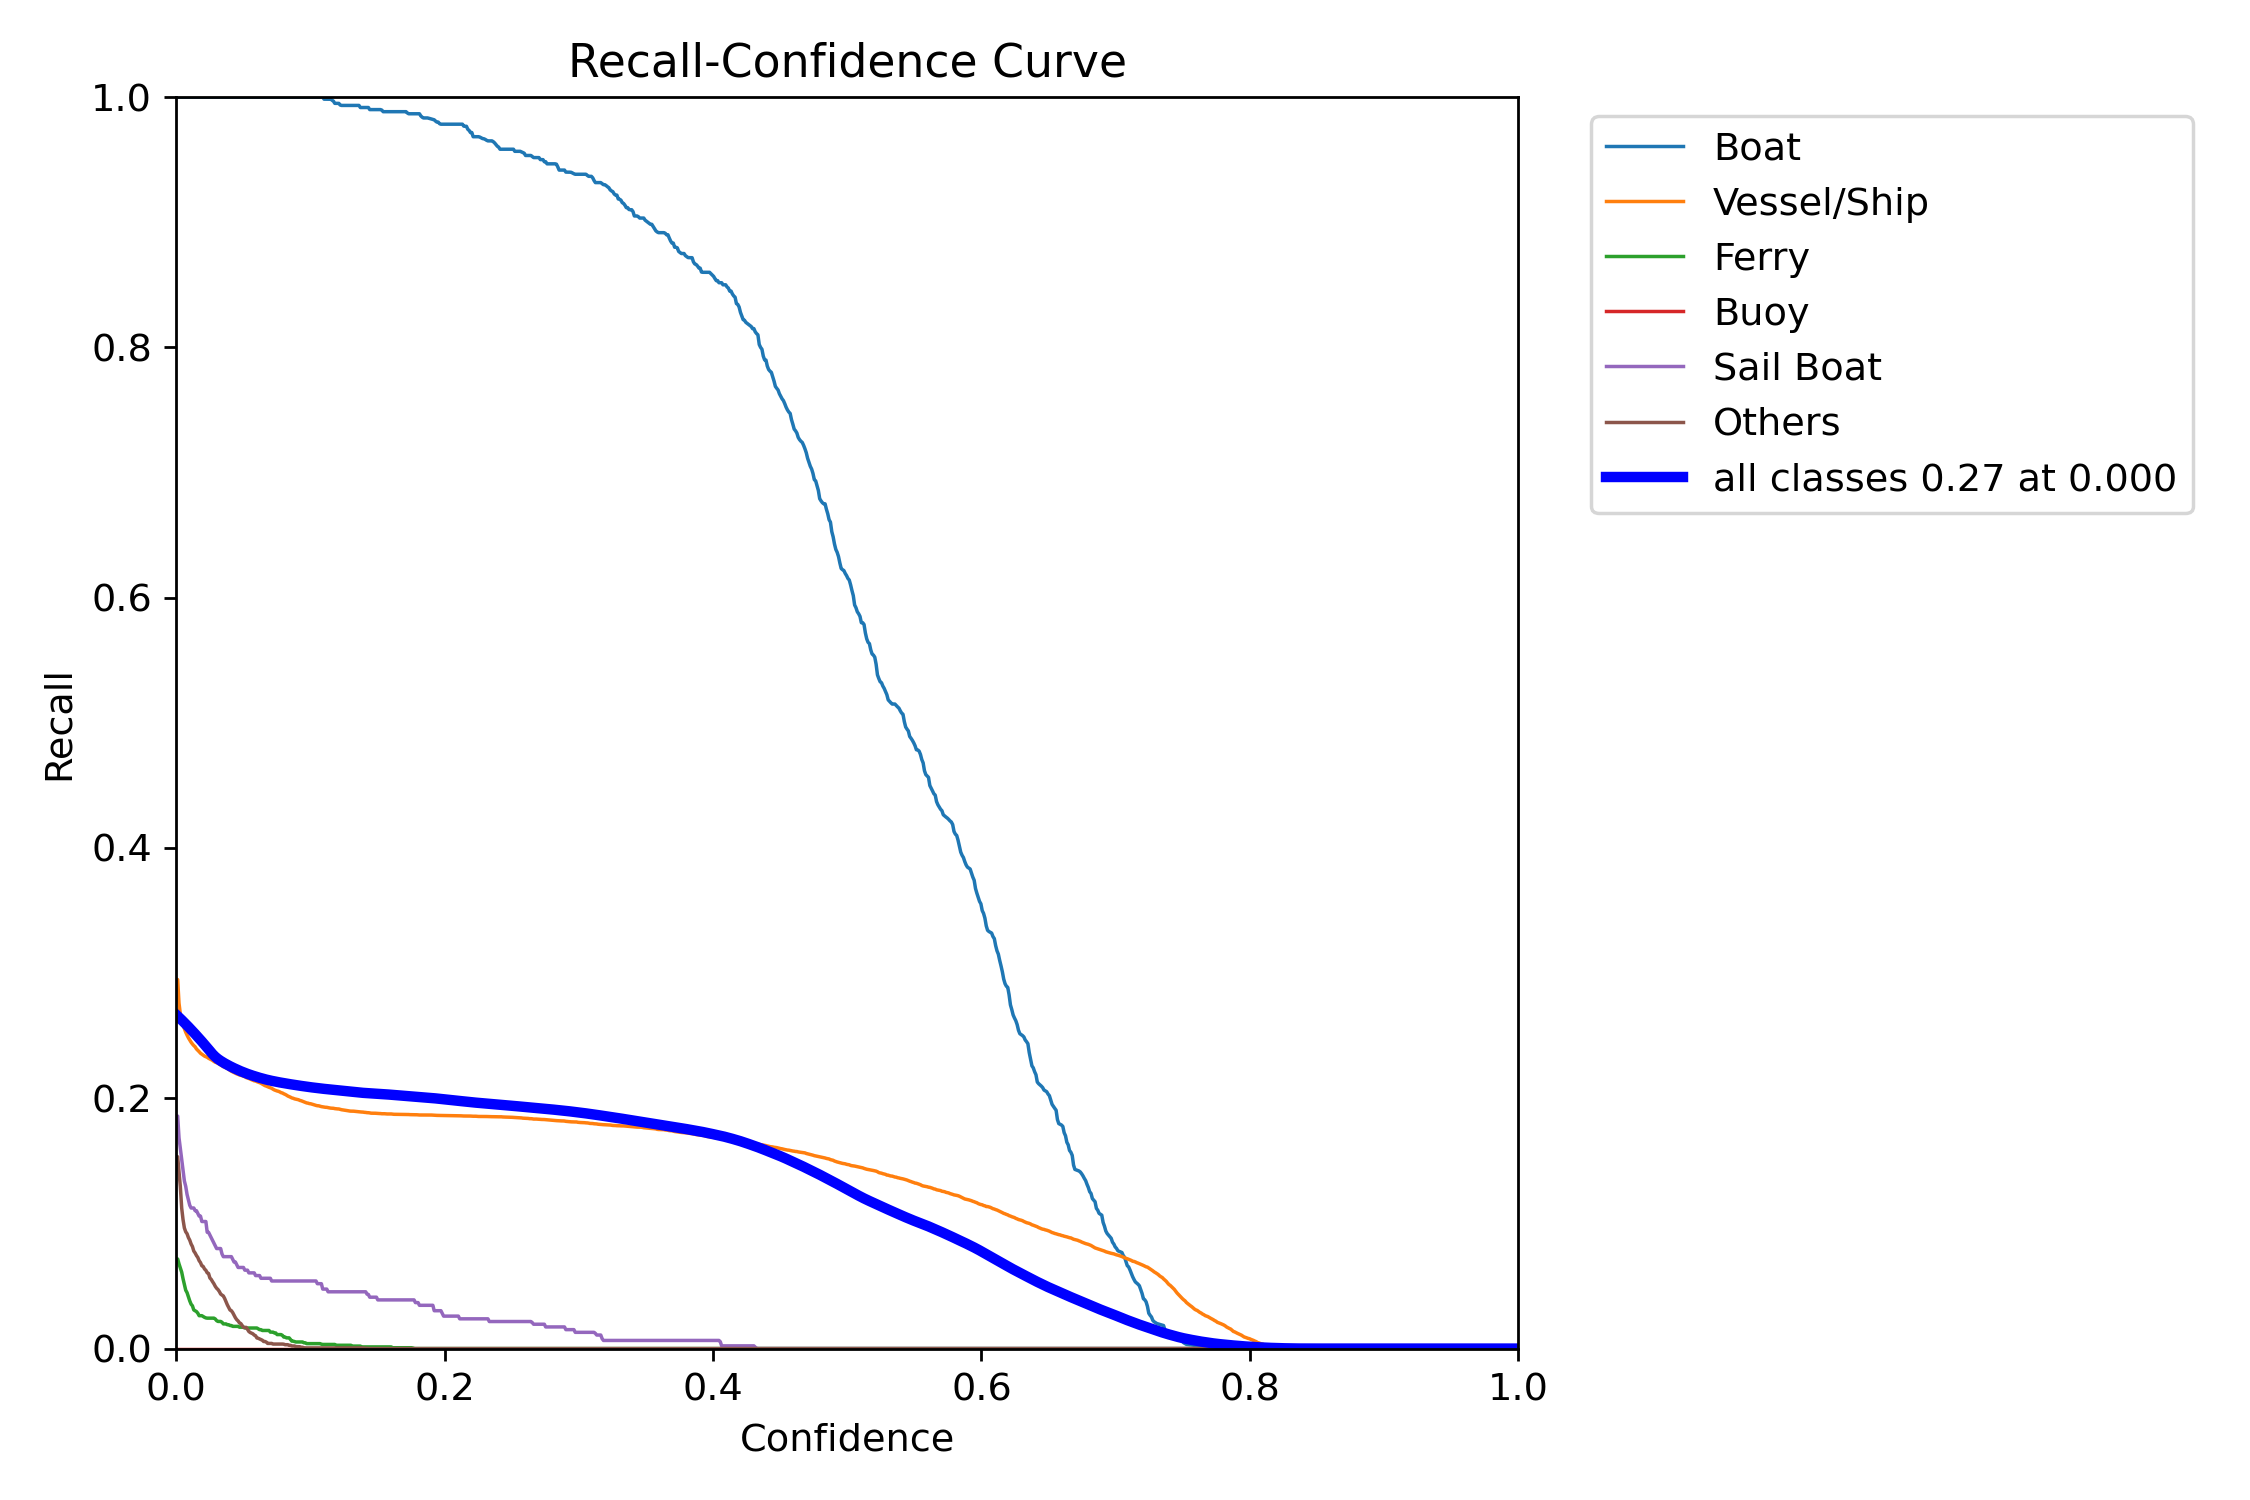 Recall-Confidence Curve
1.0
0.8
0.6
0.4
0.2
0.0
Recall
0.0 0.2 0.4 0.6 0.8 1.0
Confidence
Boat
Vessel/Ship
Ferry
Buoy
Sail Boat
Others
all classes 0.27 at 0.000